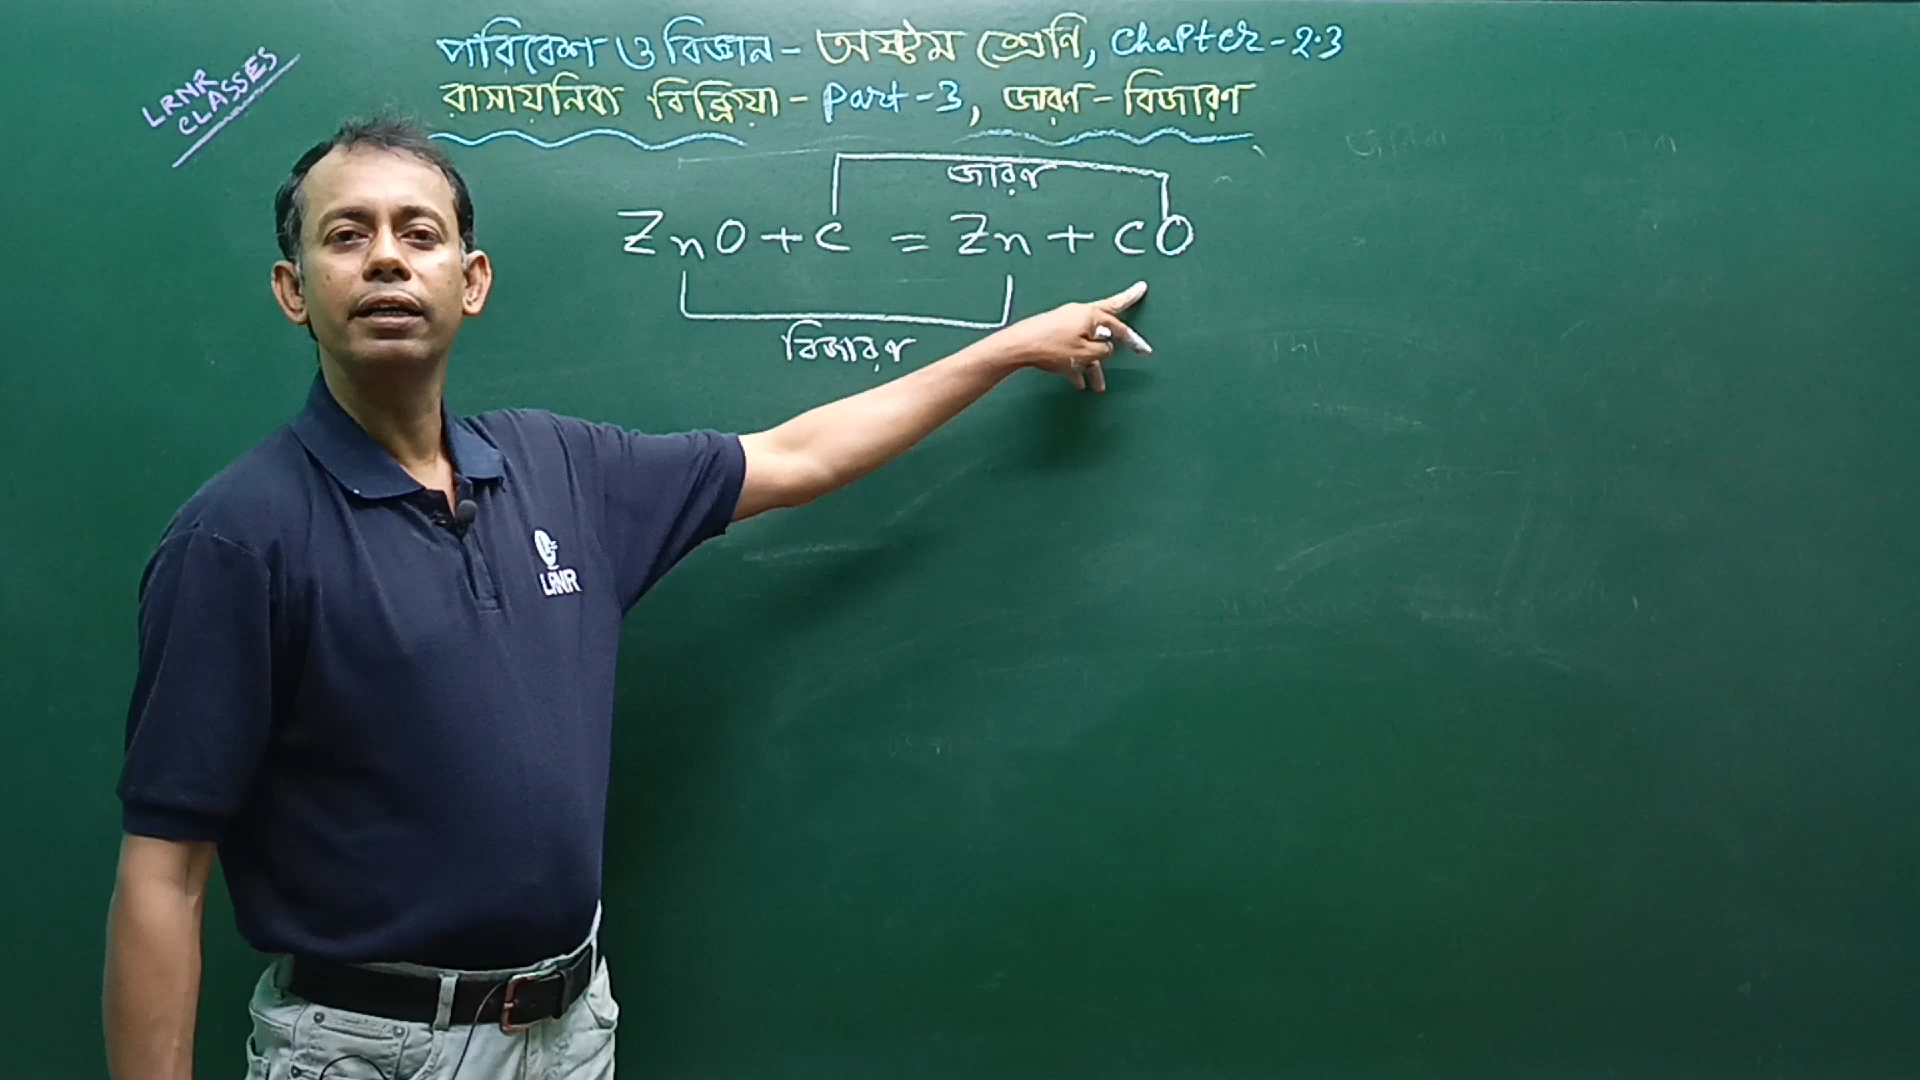 LRNR
CLASSES
পরিবেশ ও বিজ্ঞান - অষ্টম শ্রেণি, Chapter - 2.3
রাসায়নিক বিক্রিয়া - Part - 3, জারণ - বিজারণ
জারণ
ZnO + C = Zn + CO
বিজারণ
LRNR